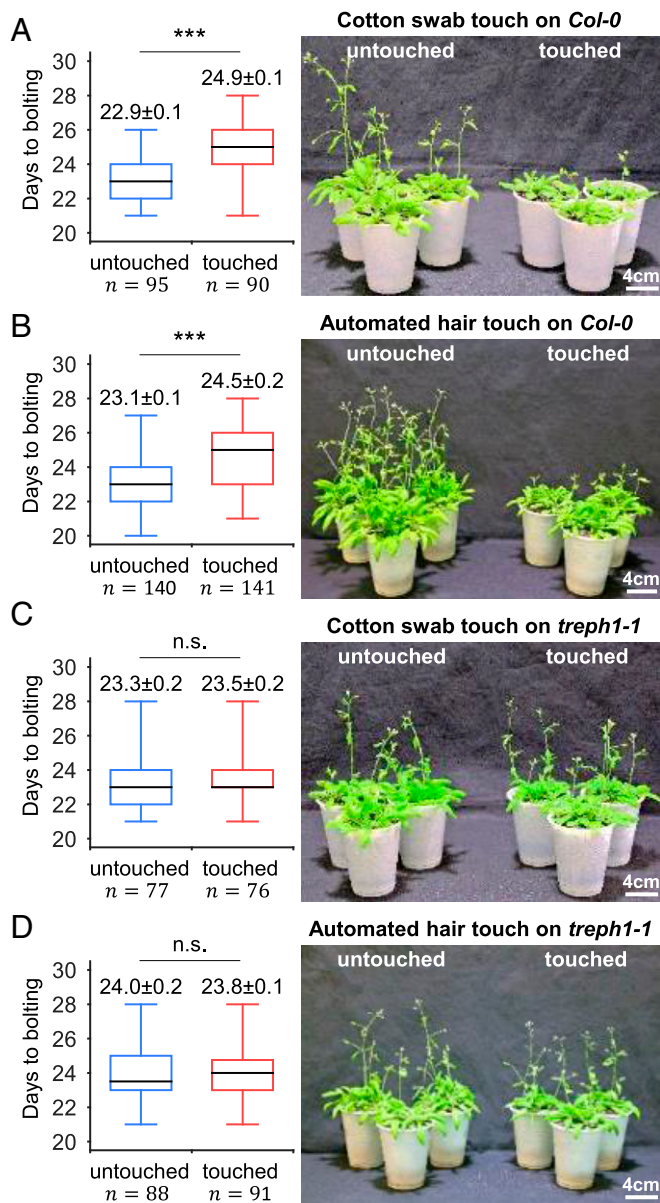 A
Days to bolting
30
28
26
24
22
20
***
22.9±0.1
24.9±0.1
untouched
n = 95
touched
n = 90
Cotton swab touch on Col-0
untouched
touched
4cm
B
Days to bolting
30
28
26
24
22
20
***
23.1±0.1
24.5±0.2
untouched
n = 140
touched
n = 141
Automated hair touch on Col-0
untouched
touched
4cm
C
Days to bolting
30
28
26
24
22
20
n.s.
23.3±0.2
23.5±0.2
untouched
n = 77
touched
n = 76
Cotton swab touch on treph1-1
untouched
touched
4cm
D
Days to bolting
30
28
26
24
22
20
n.s.
24.0±0.2
23.8±0.1
untouched
n = 88
touched
n = 91
Automated hair touch on treph1-1
untouched
touched
4cm